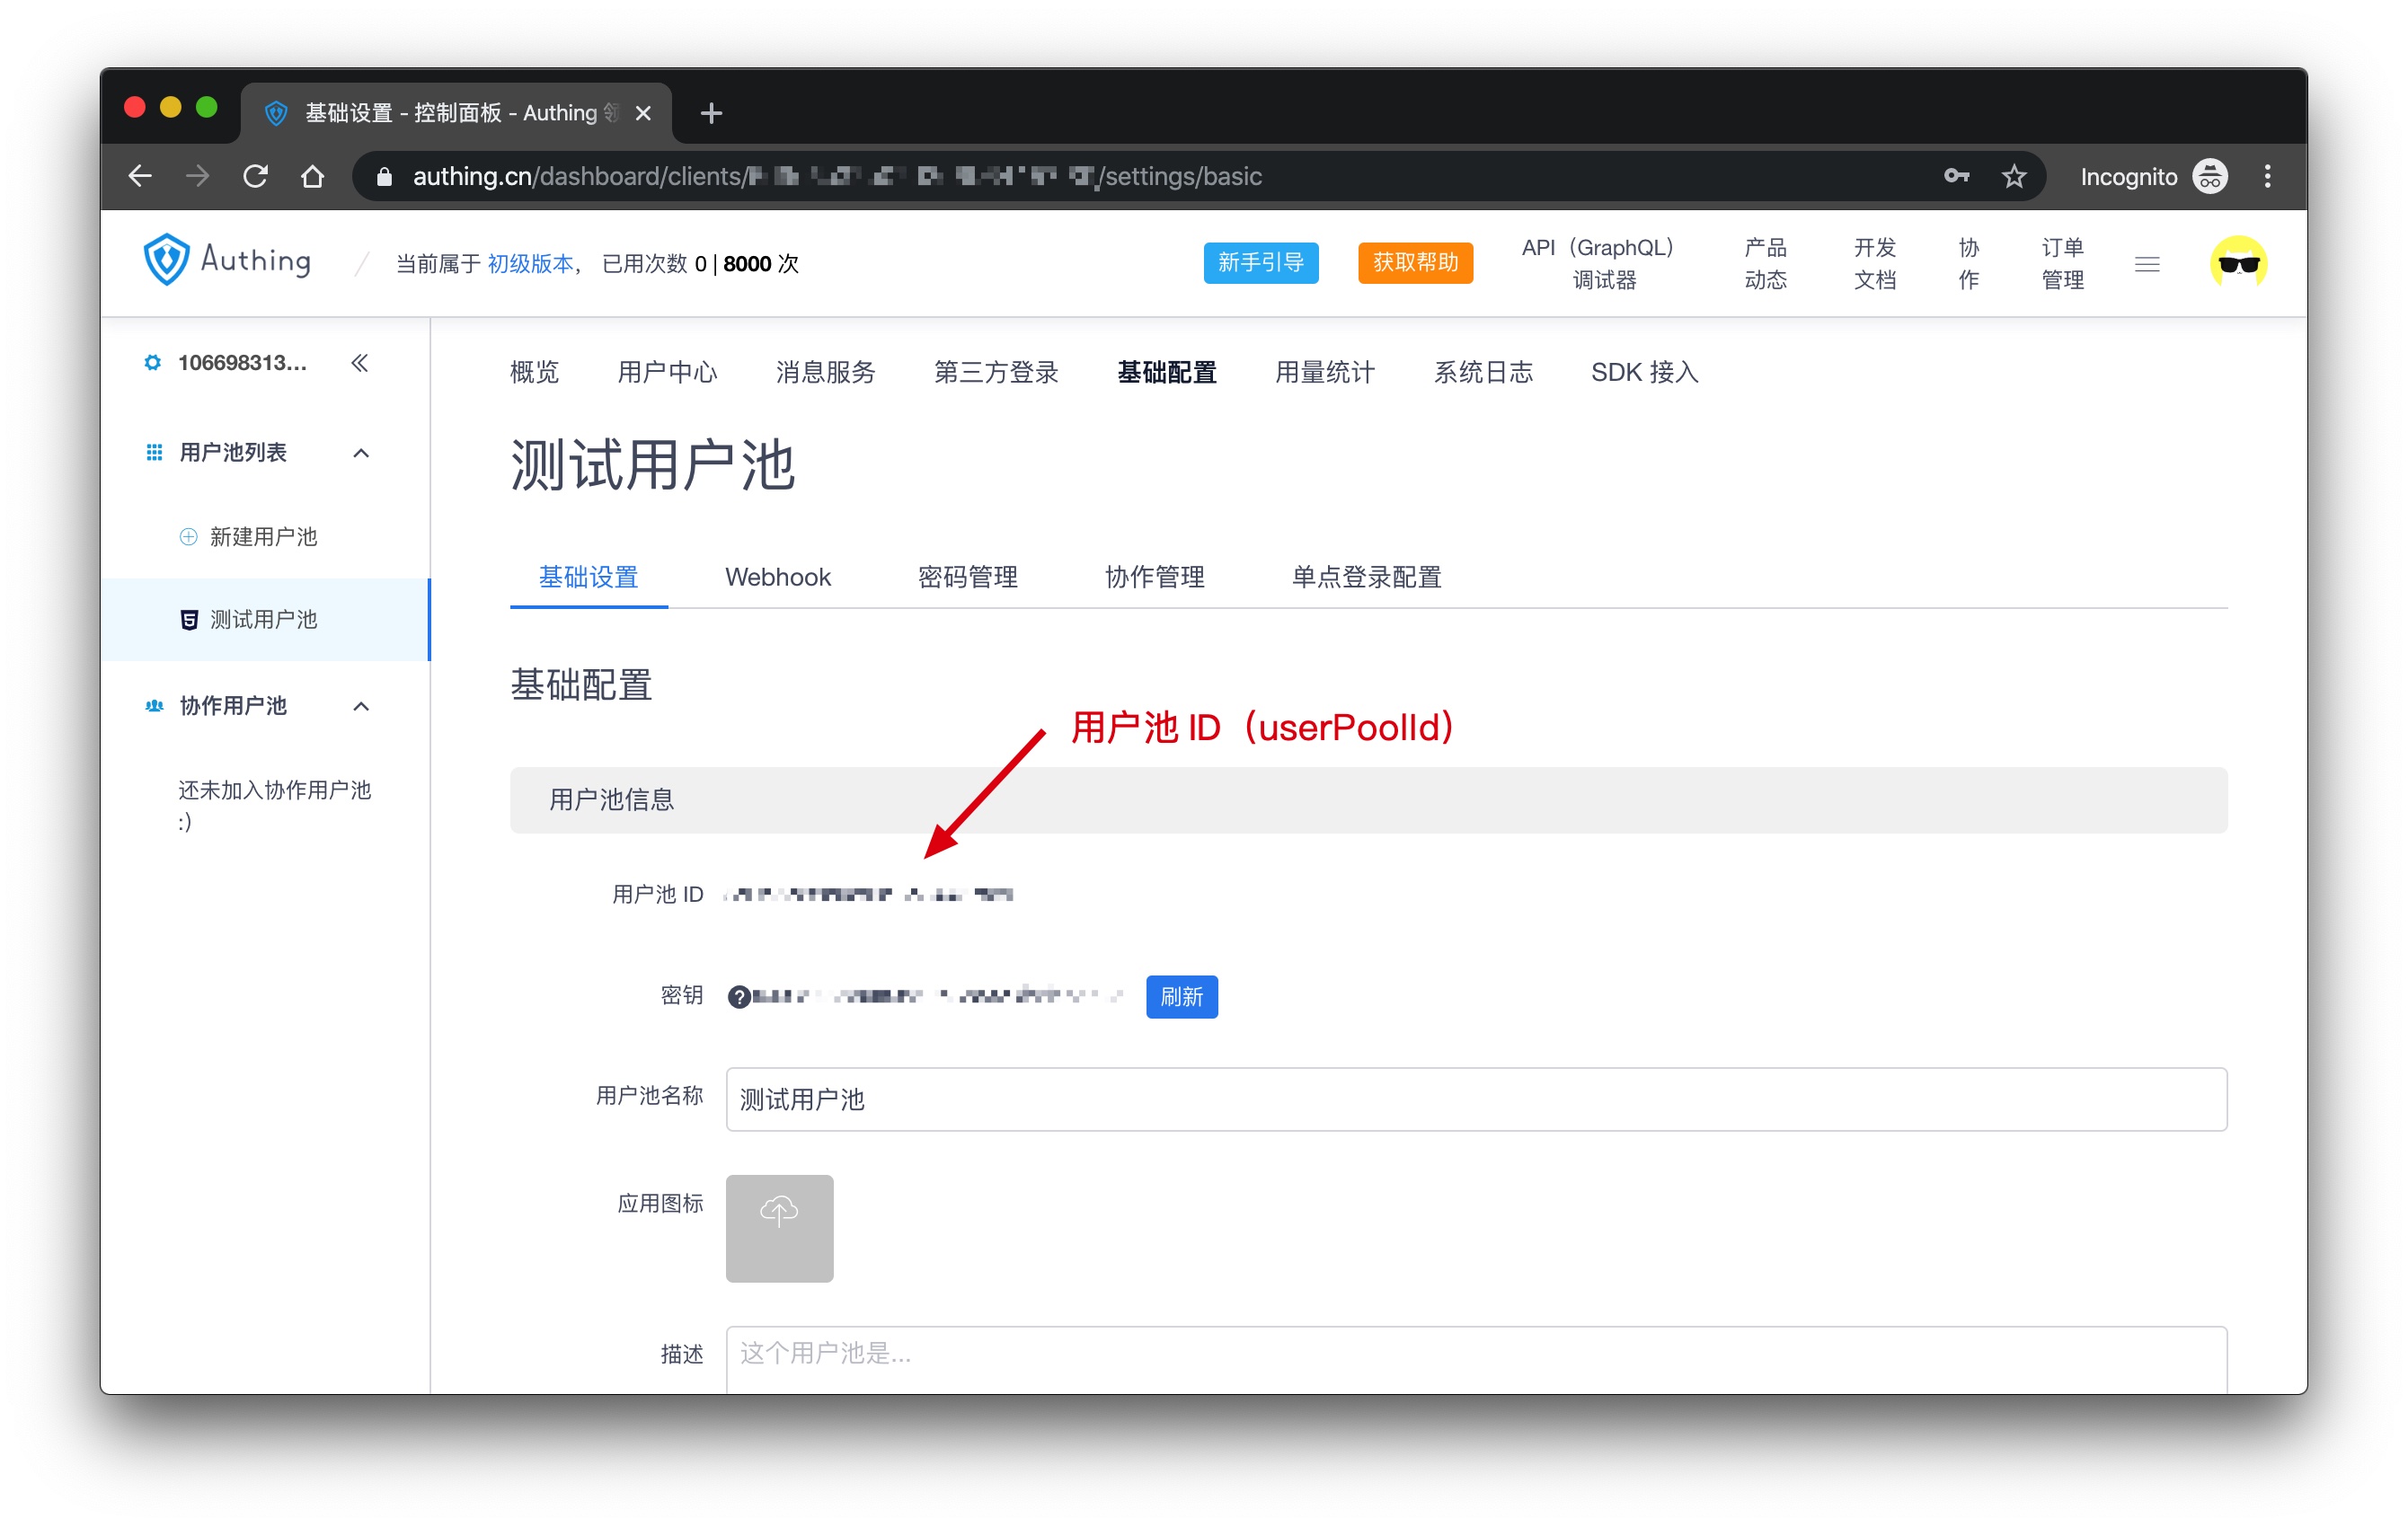 基础设置 - 控制面板 - Authing
authing.cn/dashboard/clients/
/settings/basic
Incognito
Authing
当前属于 初级版本， 已用次数 0 | 8000 次
新手引导
获取帮助
API（GraphQL）
调试器
产品
动态
开发
文档
协
作
订单
管理
106698313...
用户池列表
新建用户池
测试用户池
协作用户池
还未加入协作用户池
:)
概览 用户中心 消息服务 第三方登录 基础配置 用量统计 系统日志 SDK 接入
测试用户池
基础设置 Webhook 密码管理 协作管理 单点登录配置
基础配置
用户池 ID（userPoolId）
用户池信息
用户池 ID
密钥
刷新
用户池名称 测试用户池
应用图标
描述 这个用户池是...